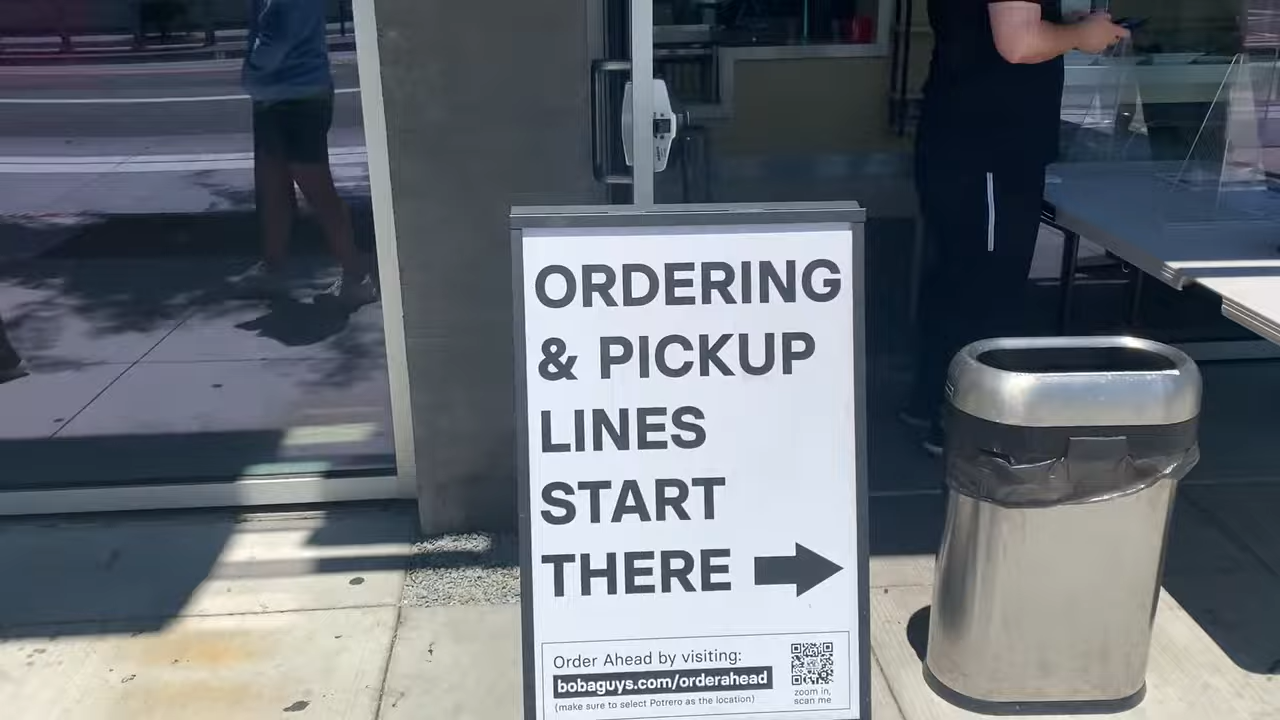 ORDERING
& PICKUP
LINES
START
THERE
Order Ahead by visiting:
bobaguys.com/orderahead
(make sure to select Potrero as the location)
zoom in,
scan me